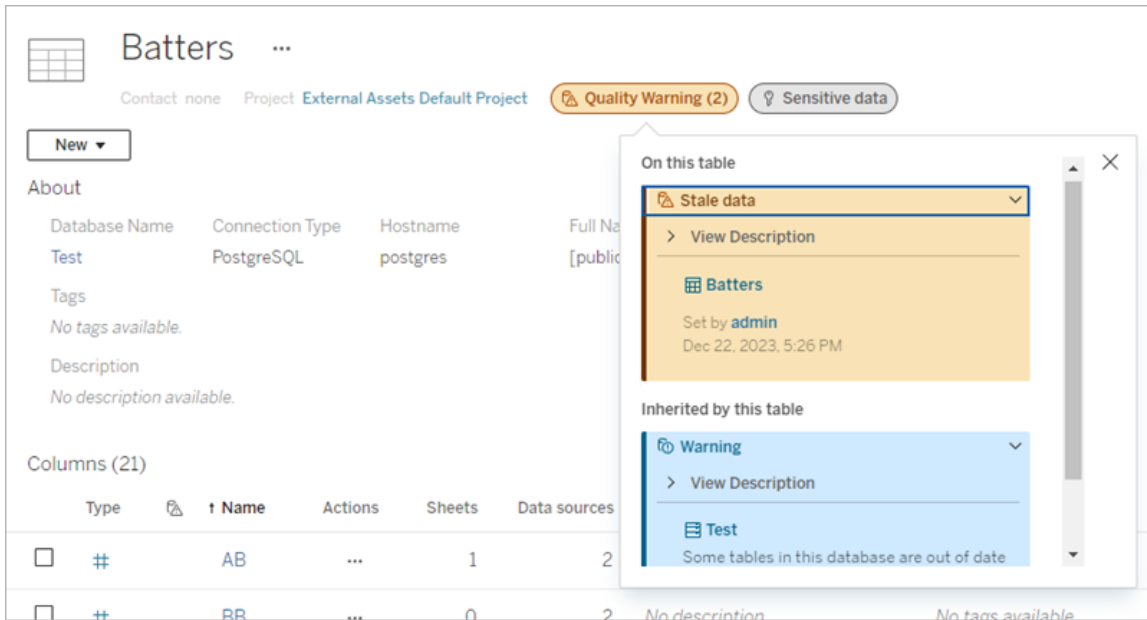 Batters ...
Contact none Project External Assets Default Project Quality Warning (2) Sensitive data
New
About
Database Name Connection Type Hostname
Test PostgreSQL postgres [public
Tags
No tags available.
Description
No description available.
Columns (21)
Type ↑ Name Actions Sheets Data sources
# AB ... 1 2
# BB ... 0 2 No description No tags available
On this table
Stale data
> View Description
Batters
Set by admin
Dec 22, 2023, 5:26 PM
Inherited by this table
Warning
> View Description
Test
Some tables in this database are out of date